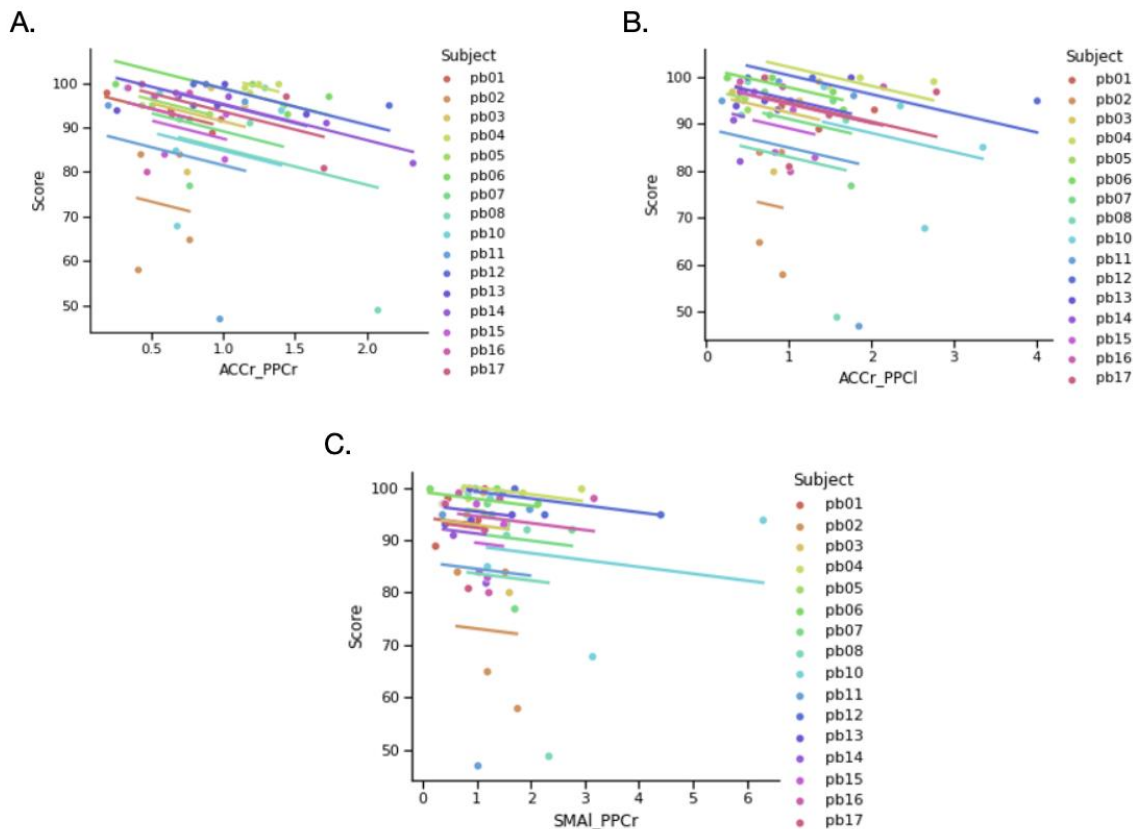 A.
Score
100
90
80
70
60
50
0.5
1.0
1.5
2.0
ACCr_PPCr
Subject
pb01
pb02
pb03
pb04
pb05
pb06
pb07
pb08
pb10
pb11
pb12
pb13
pb14
pb15
pb16
pb17
B.
Score
100
90
80
70
60
50
0
1
2
3
4
ACCr_PPCl
Subject
pb01
pb02
pb03
pb04
pb05
pb06
pb07
pb08
pb10
pb11
pb12
pb13
pb14
pb15
pb16
pb17
C.
Score
100
90
80
70
60
50
0
1
2
3
4
5
6
SMAl_PPCr
Subject
pb01
pb02
pb03
pb04
pb05
pb06
pb07
pb08
pb10
pb11
pb12
pb13
pb14
pb15
pb16
pb17